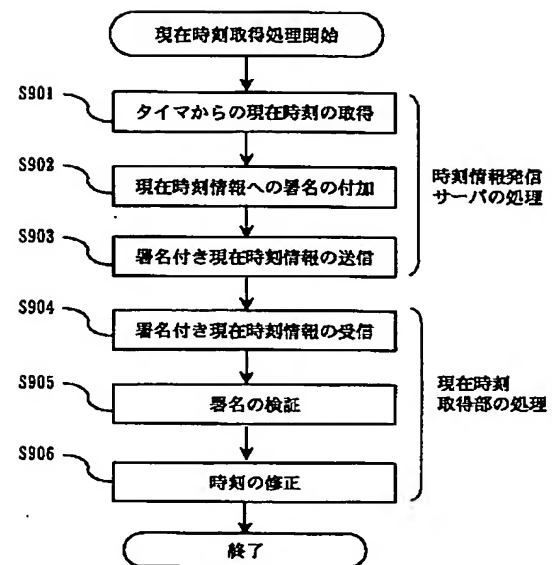 現在時刻取得処理開始
S901
タイマからの現在時刻の取得
S902
現在時刻情報への署名の付加
時刻情報発信
サーバの処理
S903
署名付き現在時刻情報の送信
S904
署名付き現在時刻情報の受信
S905
署名の検証
現在時刻
取得部の処理
S906
時刻の修正
終了